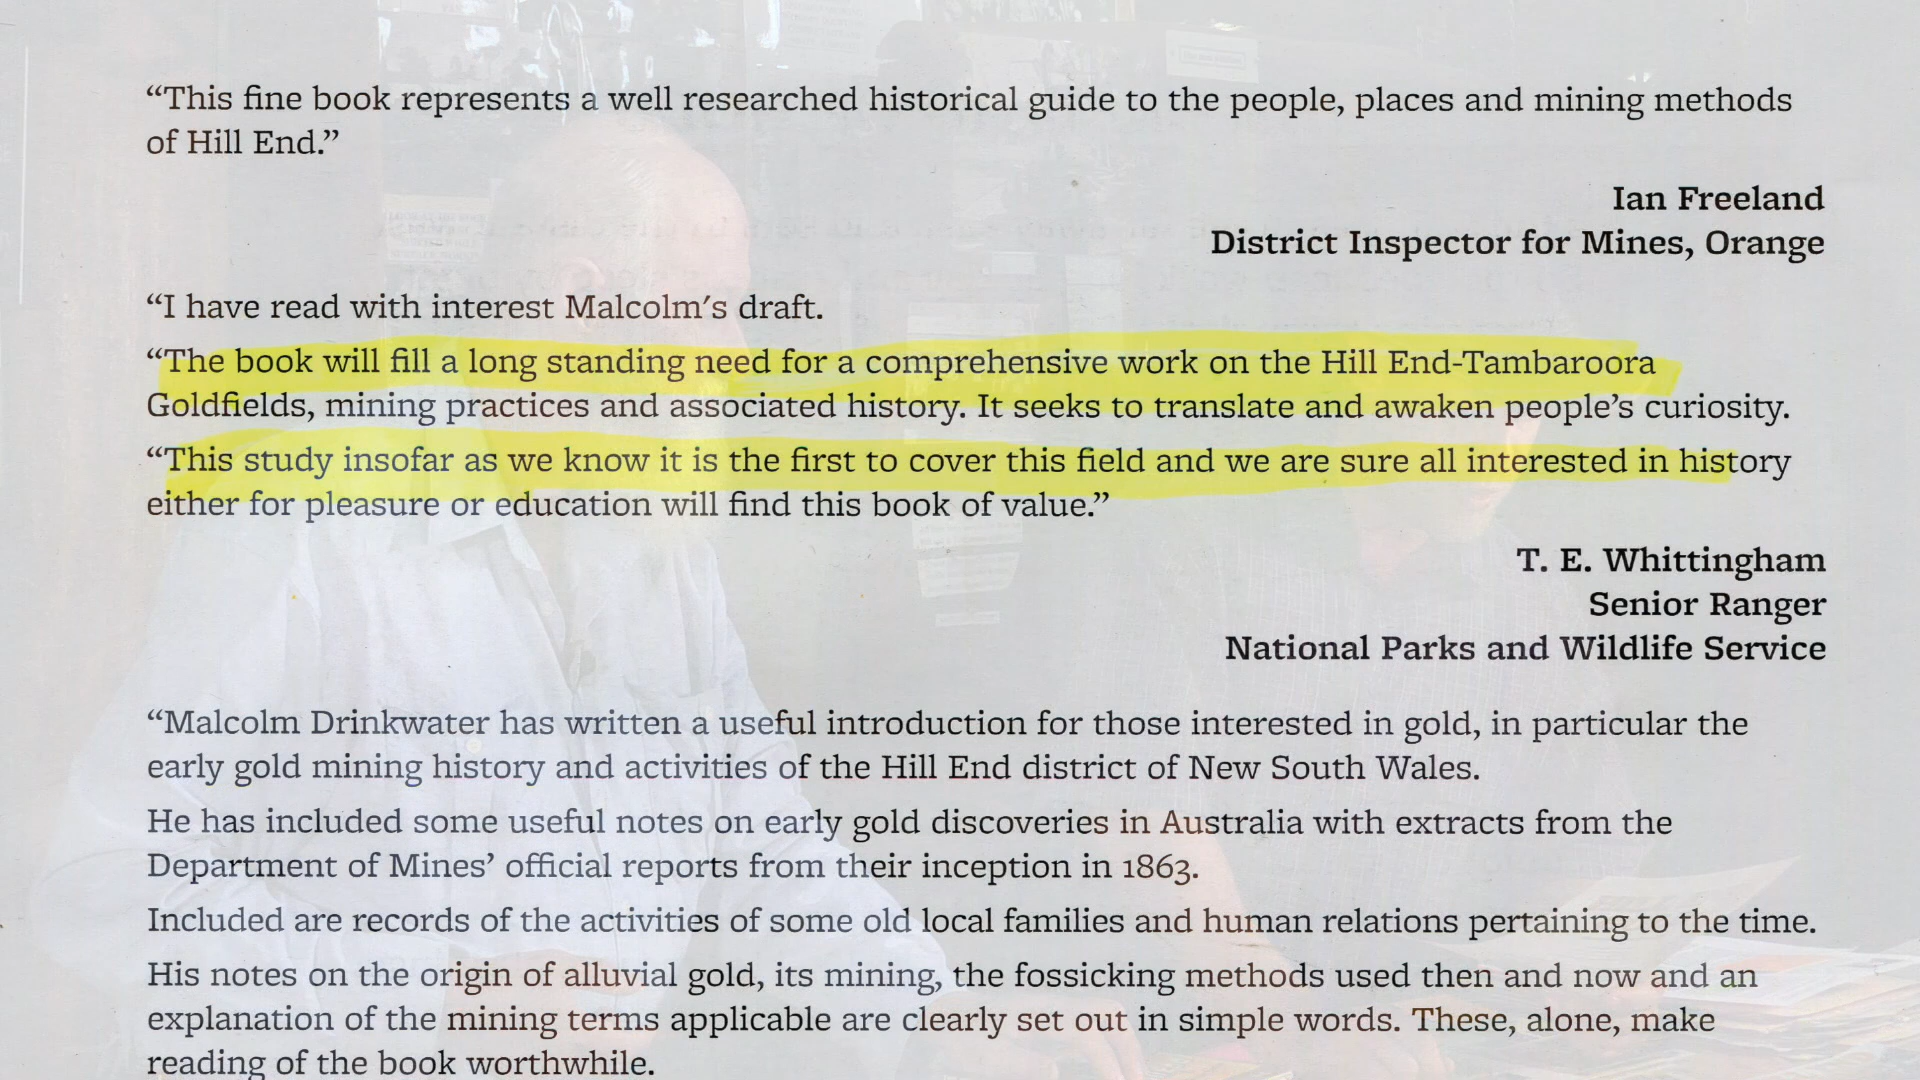 “This fine book represents a well researched historical guide to the people, places and mining methods
of Hill End.”
Ian Freeland
District Inspector for Mines, Orange
“I have read with interest Malcolm’s draft.
“The book will fill a long standing need for a comprehensive work on the Hill End-Tambaroora
Goldfields, mining practices and associated history. It seeks to translate and awaken people’s curiosity.
“This study insofar as we know it is the first to cover this field and we are sure all interested in history
either for pleasure or education will find this book of value.”
T. E. Whittingham
Senior Ranger
National Parks and Wildlife Service
“Malcolm Drinkwater has written a useful introduction for those interested in gold, in particular the
early gold mining history and activities of the Hill End district of New South Wales.
He has included some useful notes on early gold discoveries in Australia with extracts from the
Department of Mines’ official reports from their inception in 1863.
Included are records of the activities of some old local families and human relations pertaining to the time.
His notes on the origin of alluvial gold, its mining, the fossicking methods used then and now and an
explanation of the mining terms applicable are clearly set out in simple words. These, alone, make
reading of the book worthwhile.